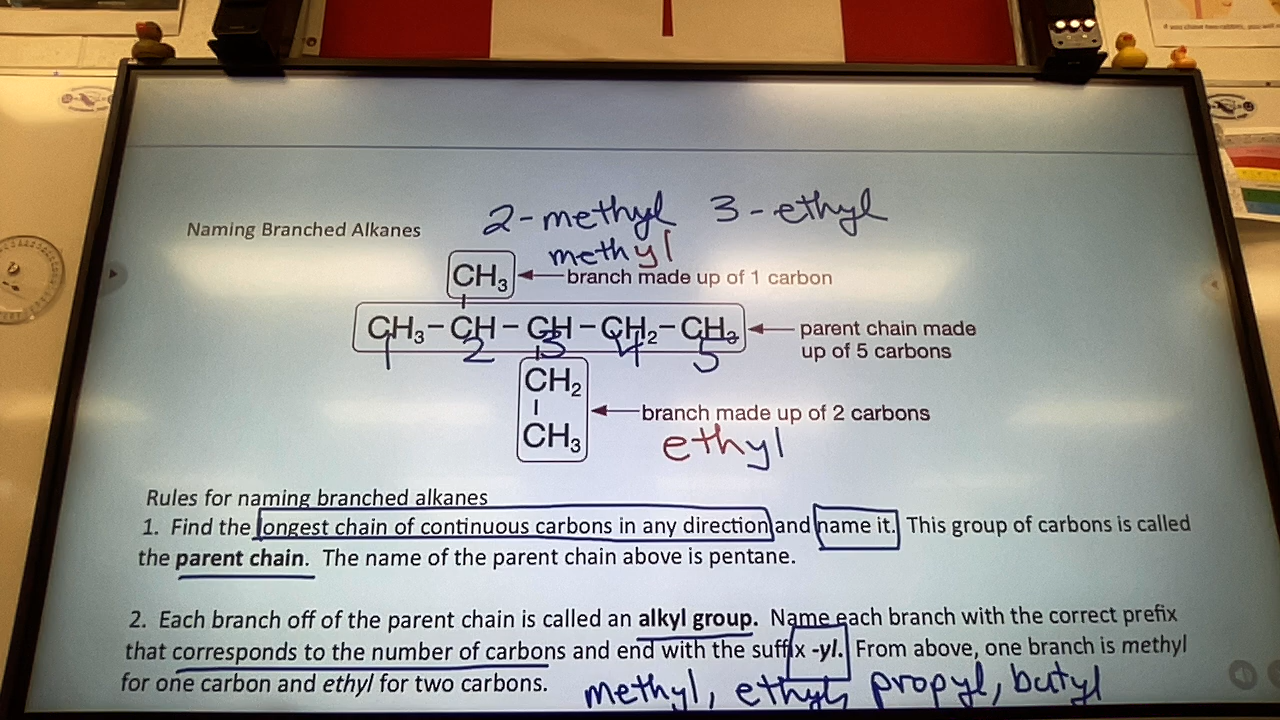 2-methyl 3-ethyl
Naming Branched Alkanes
methyl
CH₃ branch made up of 1 carbon
CH₃ – CH – CH – CH₂ – CH₃ parent chain made
1 2 3 4 5 up of 5 carbons
CH₂
branch made up of 2 carbons
CH₃ ethyl
Rules for naming branched alkanes
1. Find the longest chain of continuous carbons in any direction and name it. This group of carbons is called
the parent chain. The name of the parent chain above is pentane.
2. Each branch off of the parent chain is called an alkyl group. Name each branch with the correct prefix
that corresponds to the number of carbons and end with the suffix -yl. From above, one branch is methyl
for one carbon and ethyl for two carbons. methyl, ethyl, propyl, butyl